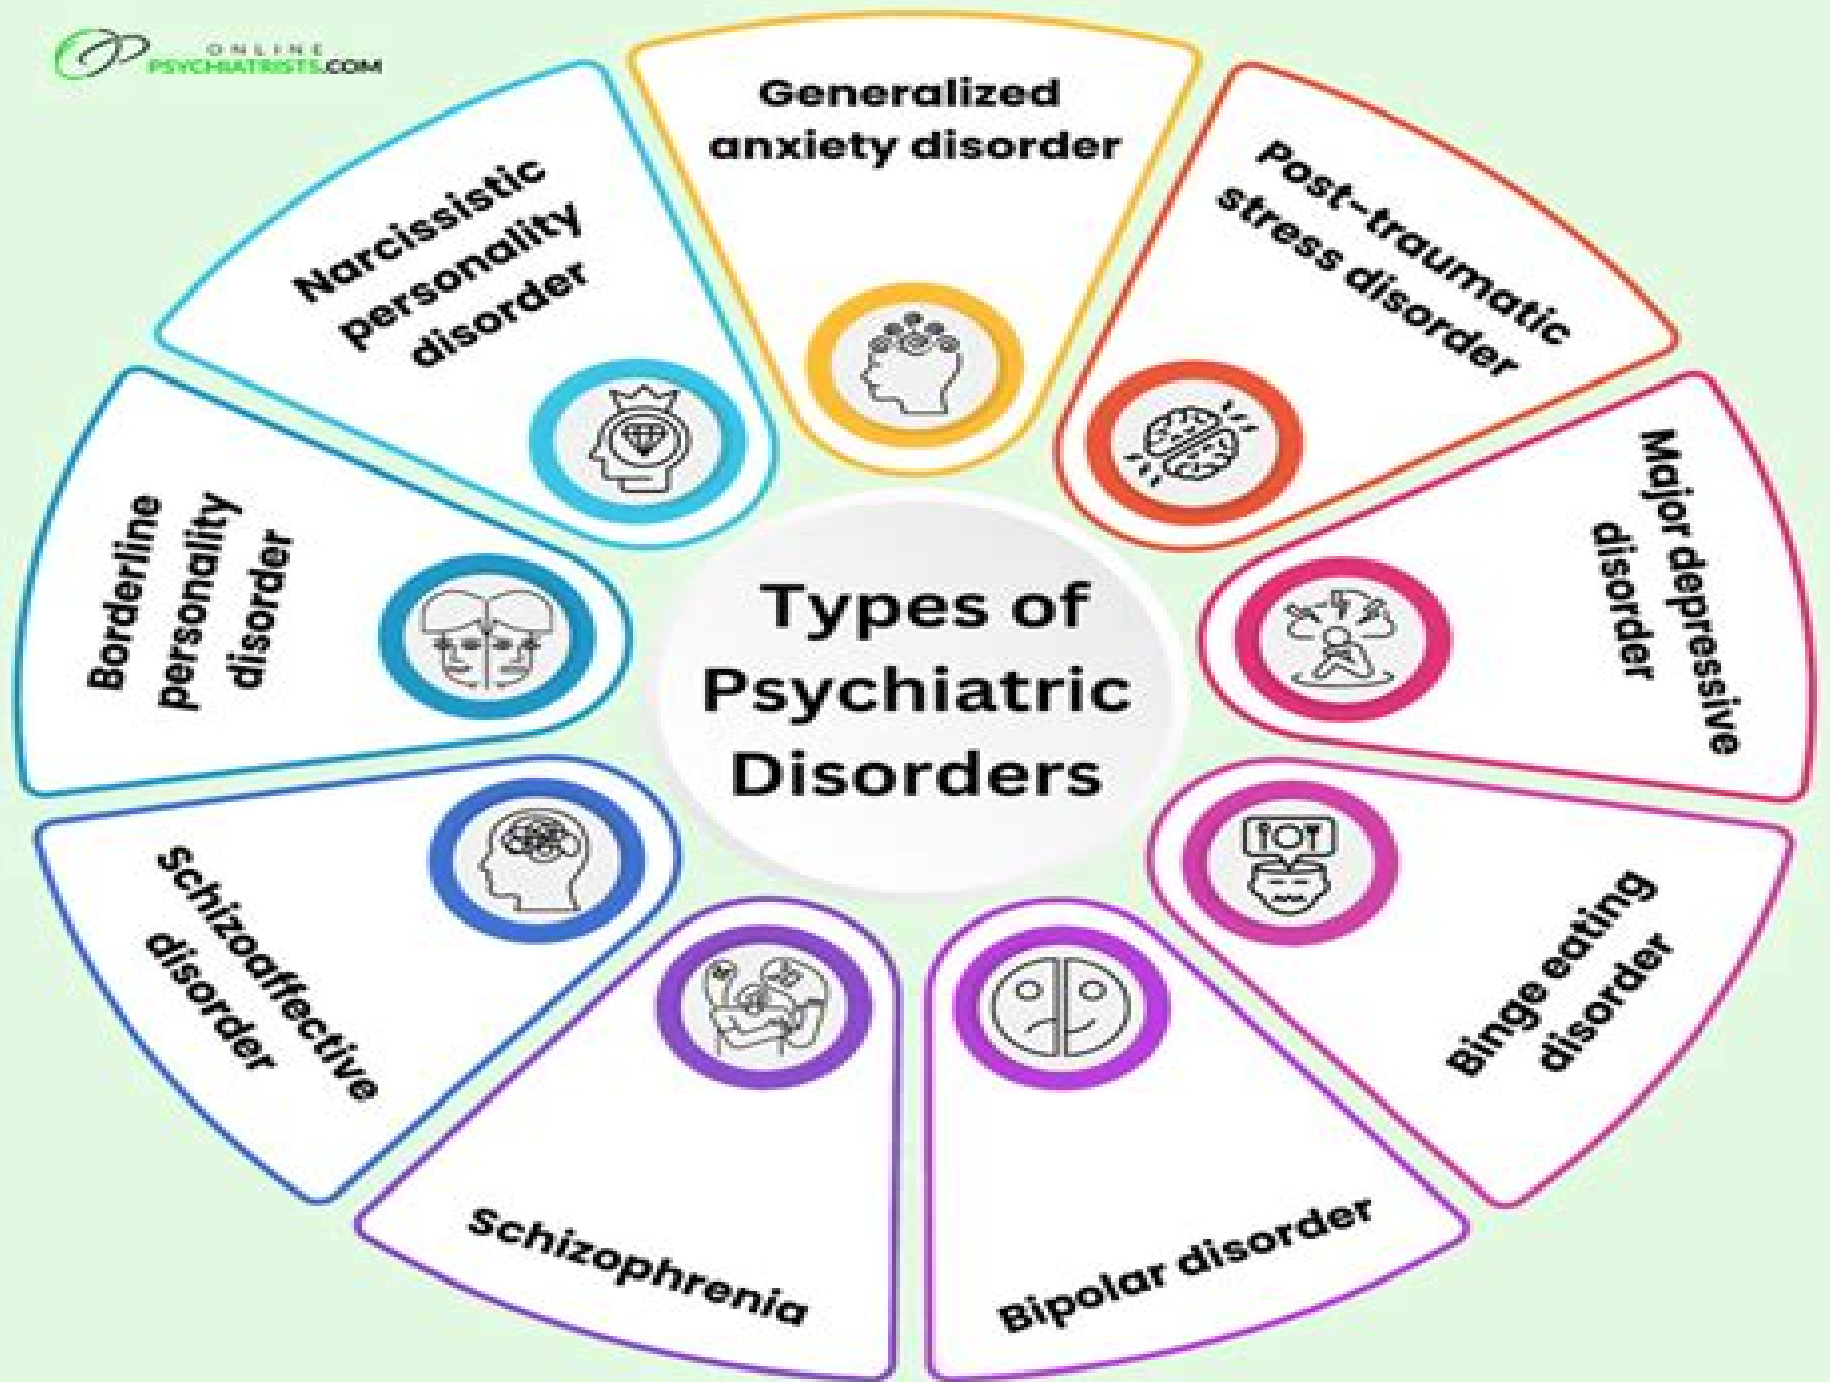 ONLINE
PSYCHIATRISTS.COM
Generalized
anxiety disorder
Post-traumatic
stress disorder
Major depressive
disorder
Binge eating
disorder
Bipolar disorder
Schizophrenia
Schizoaffective
disorder
Borderline
personality
disorder
Narcissistic
personality
disorder
Types of
Psychiatric
Disorders